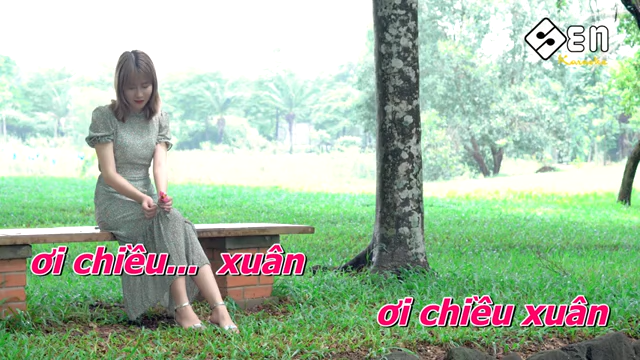 Sen
Karaoke
ơi chiều... xuân
ơi chiều xuân